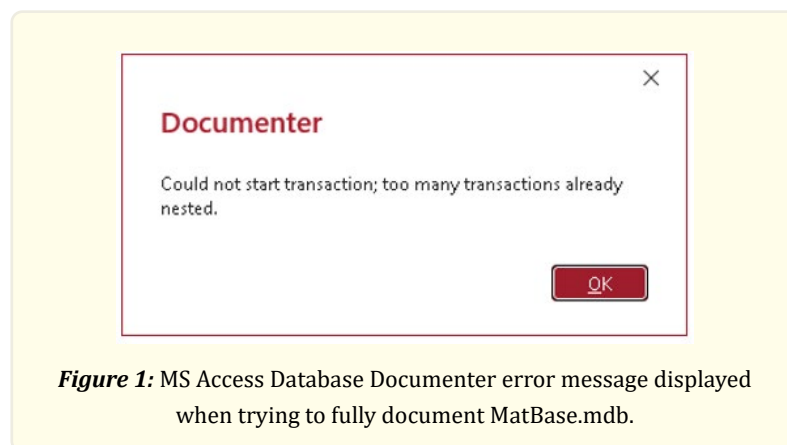 Documenter
Could not start transaction; too many transactions already
nested.
OK
Figure 1: MS Access Database Documenter error message displayed
when trying to fully document MatBase.mdb.